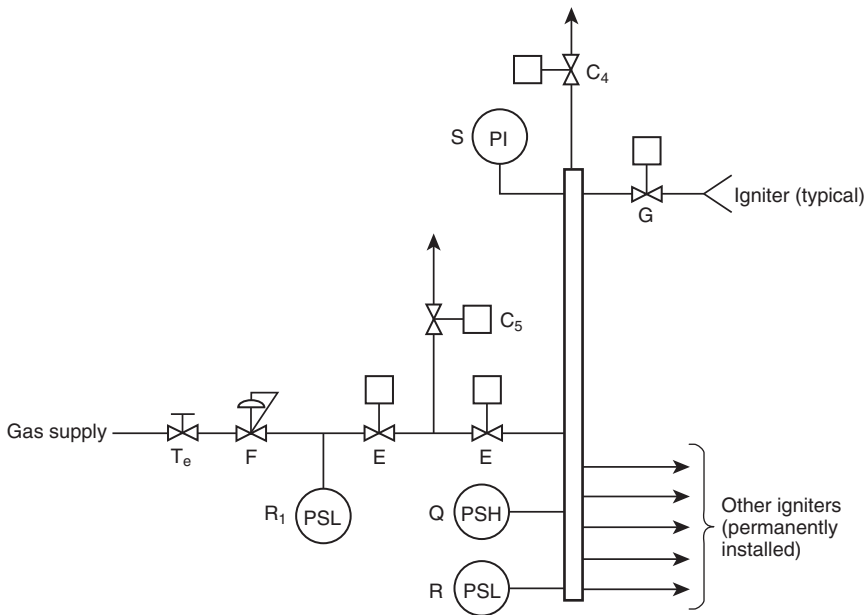 C₄
S
PI
Igniter (typical)
G
C₅
Gas supply
Tₑ
F
E
E
R₁
PSL
Q
PSH
R
PSL
Other igniters
(permanently
installed)